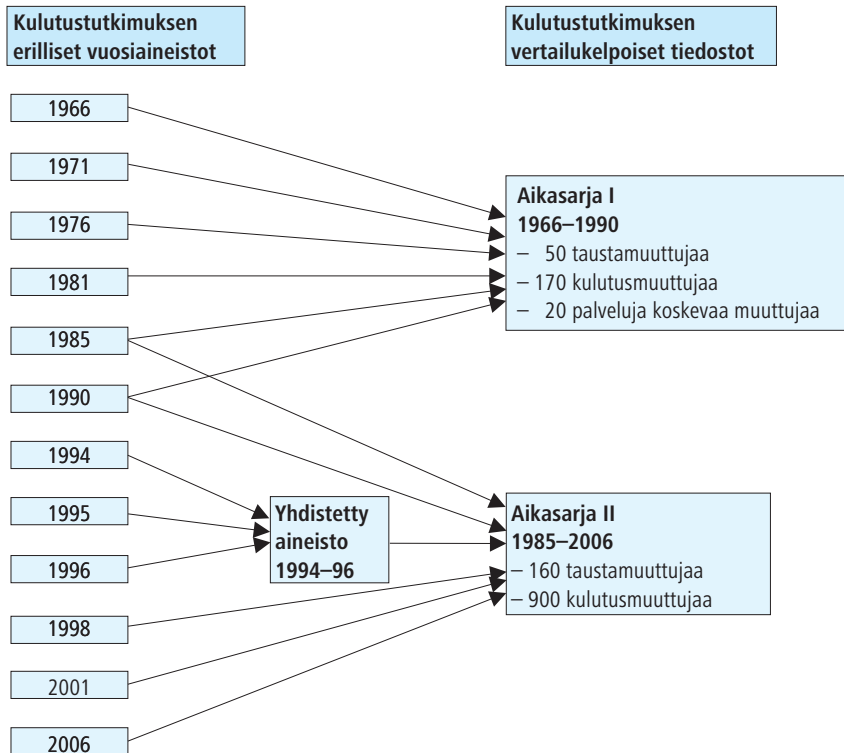 Kulutustutkimuksen
erilliset vuosiaineistot
Kulutustutkimuksen
vertailukelpoiset tiedostot
1966
1971
1976
1981
1985
1990
1994
1995
1996
1998
2001
2006
Yhdistetty
aineisto
1994–96
Aikasarja I
1966–1990
– 50 taustamuuttujaa
– 170 kulutusmuuttujaa
– 20 palveluja koskevaa muuttujaa
Aikasarja II
1985–2006
– 160 taustamuuttujaa
– 900 kulutusmuuttujaa